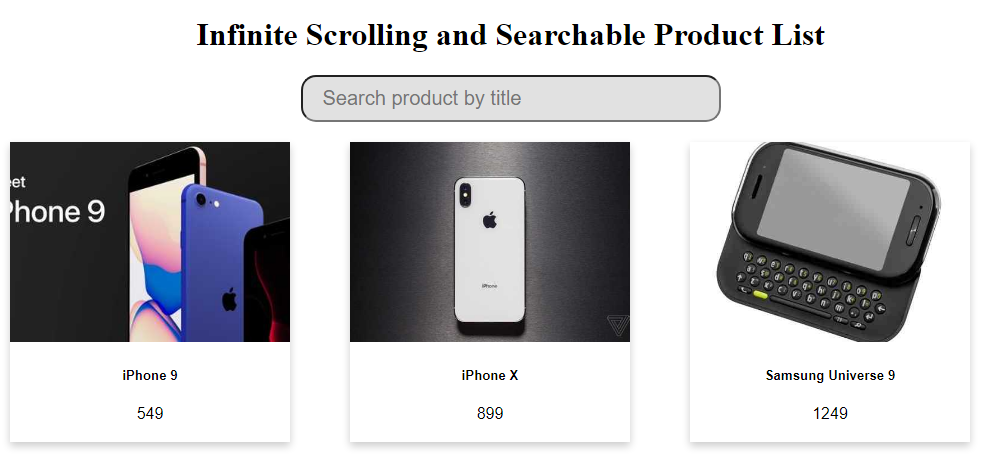 Infinite Scrolling and Searchable Product List
Search product by title
eet
Phone 9
iPhone
iPhone 9
549
iPhone X
899
Samsung Universe 9
1249